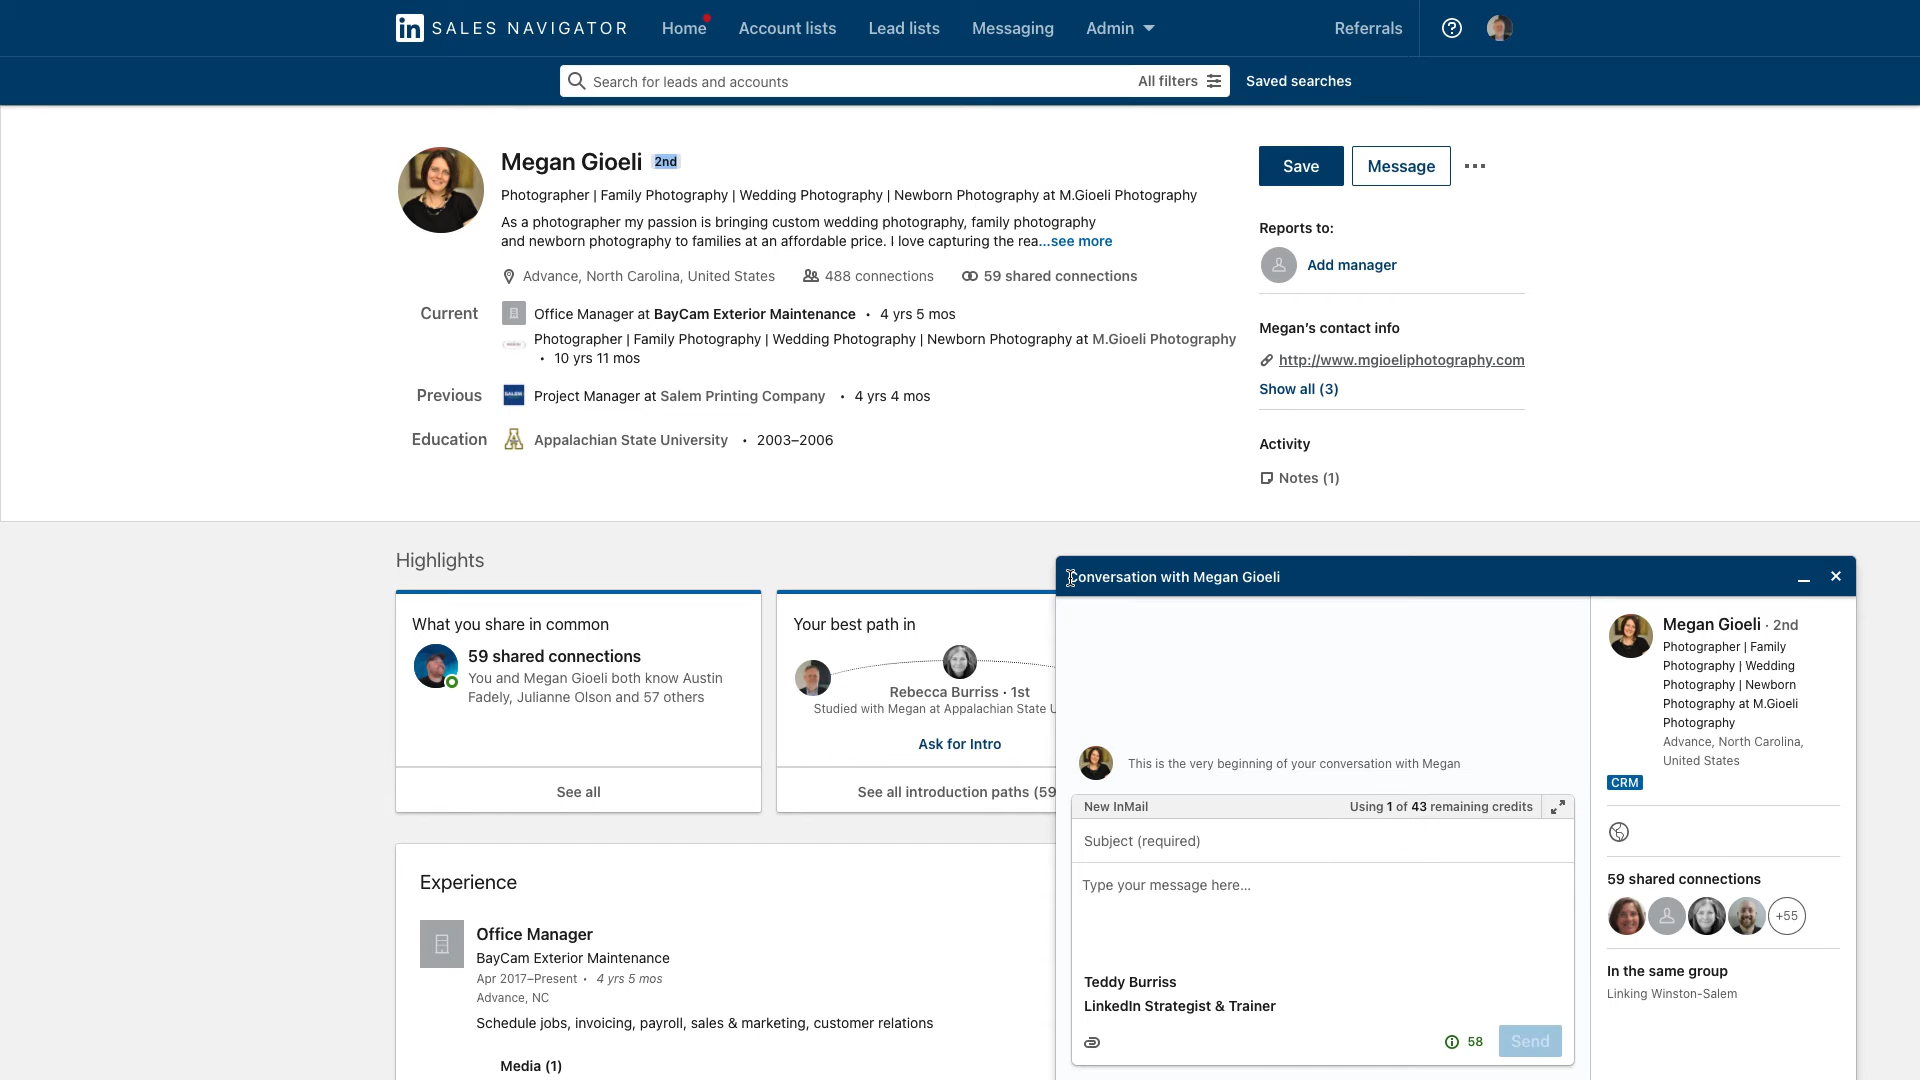 in SALES NAVIGATOR Home Account lists Lead lists Messaging Admin Referrals
Search for leads and accounts All filters Saved searches
Megan Gioeli 2nd
Photographer | Family Photography | Wedding Photography | Newborn Photography at M.Gioeli Photography
As a photographer my passion is bringing custom wedding photography, family photography
and newborn photography to families at an affordable price. I love capturing the rea...see more
Advance, North Carolina, United States 488 connections 59 shared connections
Current Office Manager at BayCam Exterior Maintenance • 4 yrs 5 mos
Photographer | Family Photography | Wedding Photography | Newborn Photography at M.Gioeli Photography
• 10 yrs 11 mos
Previous SALEM Project Manager at Salem Printing Company • 4 yrs 4 mos
Education Appalachian State University • 2003–2006
Save Message
Reports to:
Add manager
Megan's contact info
http://www.mgioeliphotography.com
Show all (3)
Activity
Notes (1)
Highlights
What you share in common
59 shared connections
You and Megan Gioeli both know Austin
Fadely, Julianne Olson and 57 others
See all
Your best path in
Rebecca Burriss · 1st
Studied with Megan at Appalachian State U
Ask for Intro
See all introduction paths (59
Experience
Office Manager
BayCam Exterior Maintenance
Apr 2017–Present • 4 yrs 5 mos
Advance, NC
Schedule jobs, invoicing, payroll, sales & marketing, customer relations
Media (1)
Conversation with Megan Gioeli
This is the very beginning of your conversation with Megan
New InMail Using 1 of 43 remaining credits
Subject (required)
Type your message here...
Teddy Burriss
LinkedIn Strategist & Trainer
58 Send
Megan Gioeli · 2nd
Photographer | Family
Photography | Wedding
Photography | Newborn
Photography at M.Gioeli
Photography
Advance, North Carolina,
United States
CRM
59 shared connections
+55
In the same group
Linking Winston-Salem